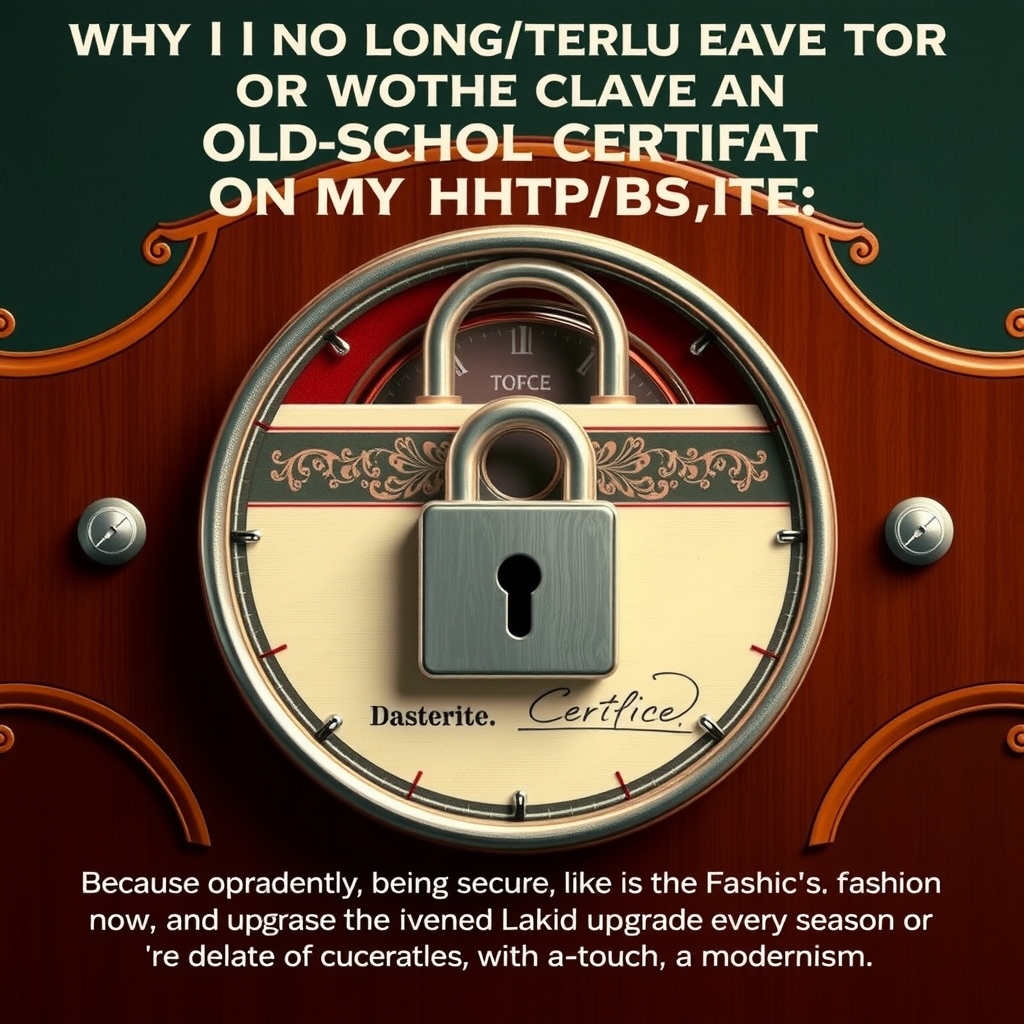 WHY I I NO LONG/TERLU EAVE TOR
OR WOTHE CLAVE AN
OLD-SCHOL CERTIFAT
ON MY HHTP/BS,ITE:
TOFCE
Dasterite. Certfice.
Because opradently, being secure, like is the Fashic's. fashion
now, and upgrase the ivened Lakid upgrade every season or
're delate of cuceratles, with a-touch, a modernism.